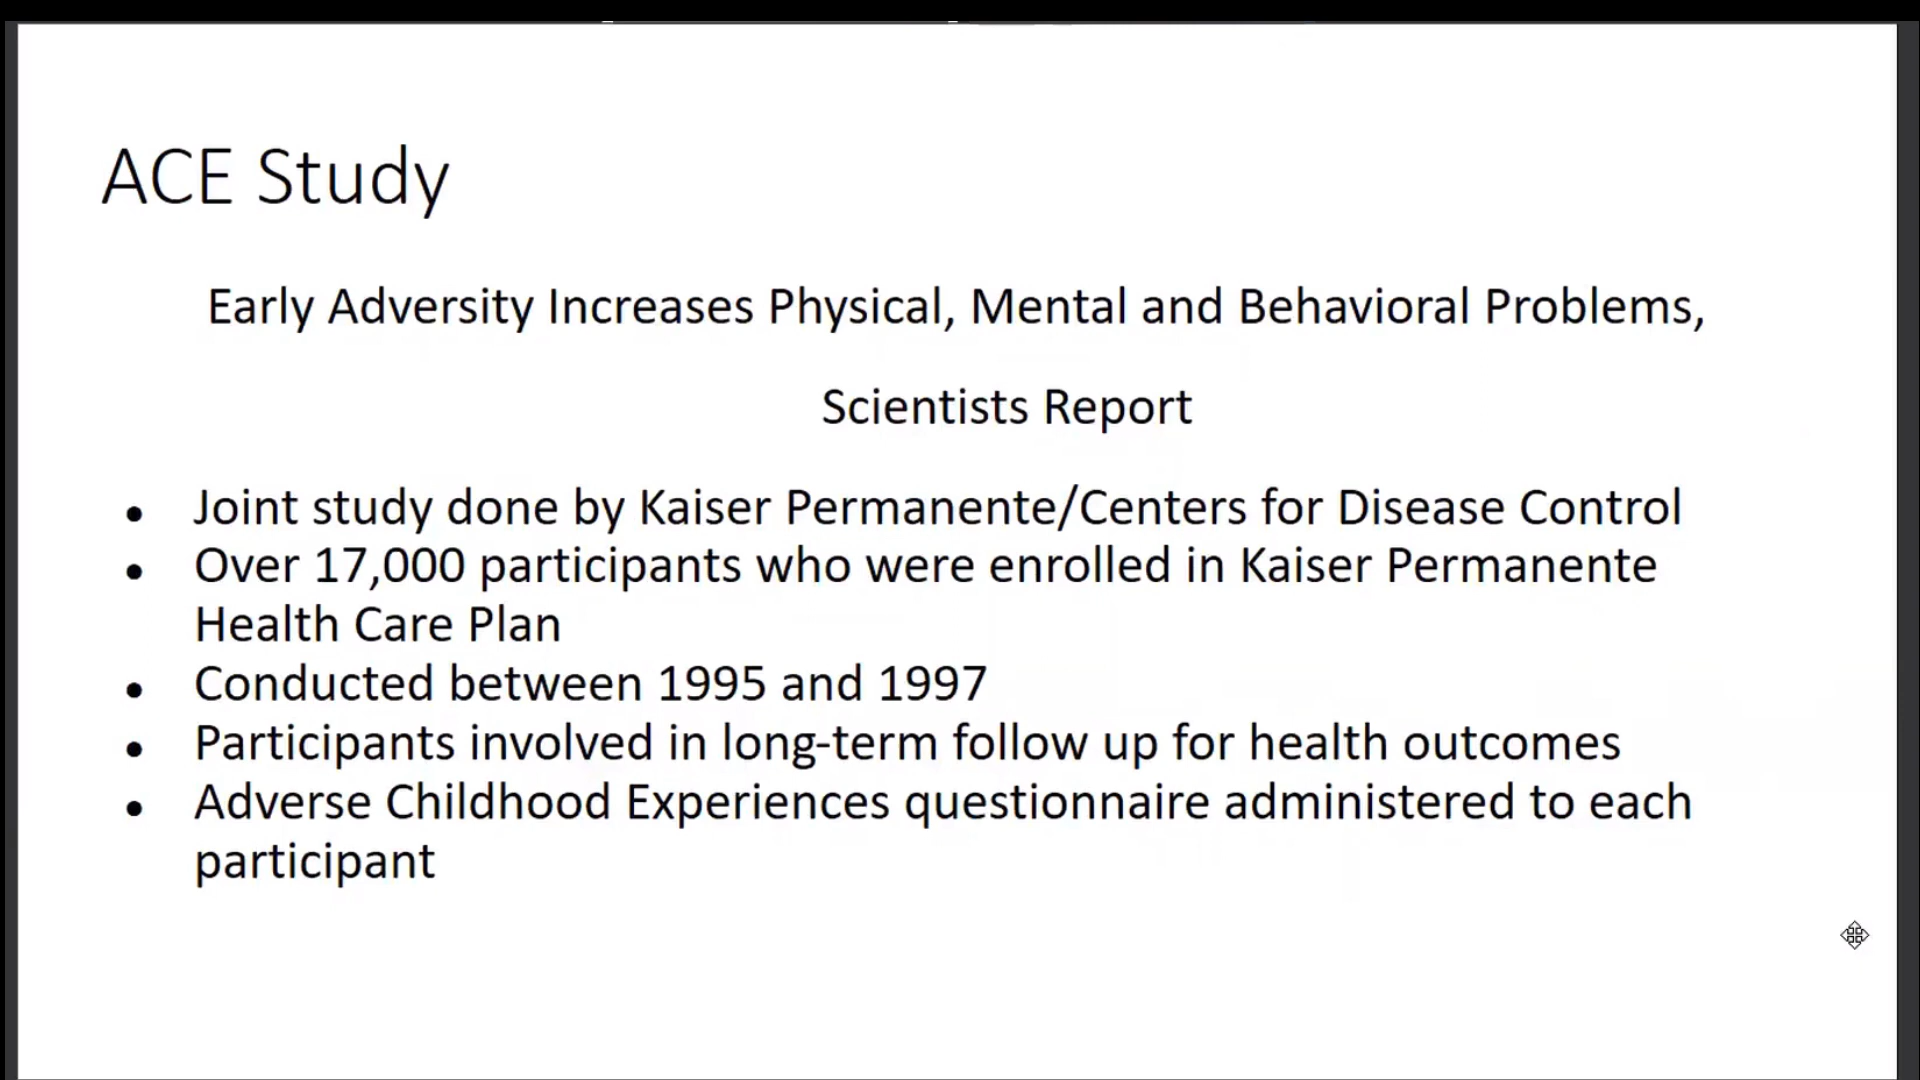 ACE Study
Early Adversity Increases Physical, Mental and Behavioral Problems,
Scientists Report
• Joint study done by Kaiser Permanente/Centers for Disease Control
• Over 17,000 participants who were enrolled in Kaiser Permanente
Health Care Plan
• Conducted between 1995 and 1997
• Participants involved in long-term follow up for health outcomes
• Adverse Childhood Experiences questionnaire administered to each
participant